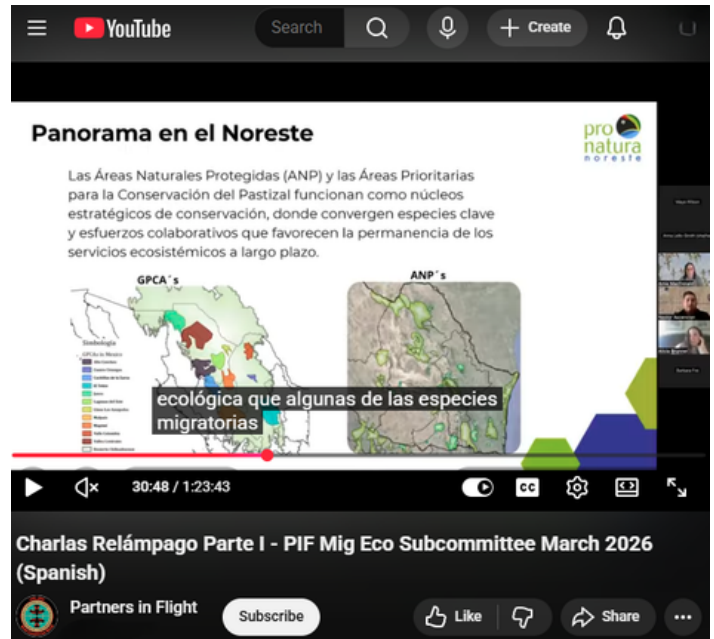 YouTube
Search
Create
Panorama en el Noreste
pro
natura
noreste
Las Áreas Naturales Protegidas (ANP) y las Áreas Prioritarias
para la Conservación del Pastizal funcionan como núcleos
estratégicos de conservación, donde convergen especies clave
y esfuerzos colaborativos que favorecen la permanencia de los
servicios ecosistémicos a largo plazo.
GPCA´s
ANP´s
Simbología
ecológica que algunas de las especies
migratorias
30:48 / 1:23:43
CC
Charlas Relámpago Parte I - PIF Mig Eco Subcommittee March 2026
(Spanish)
Partners in Flight
Subscribe
Like
Share